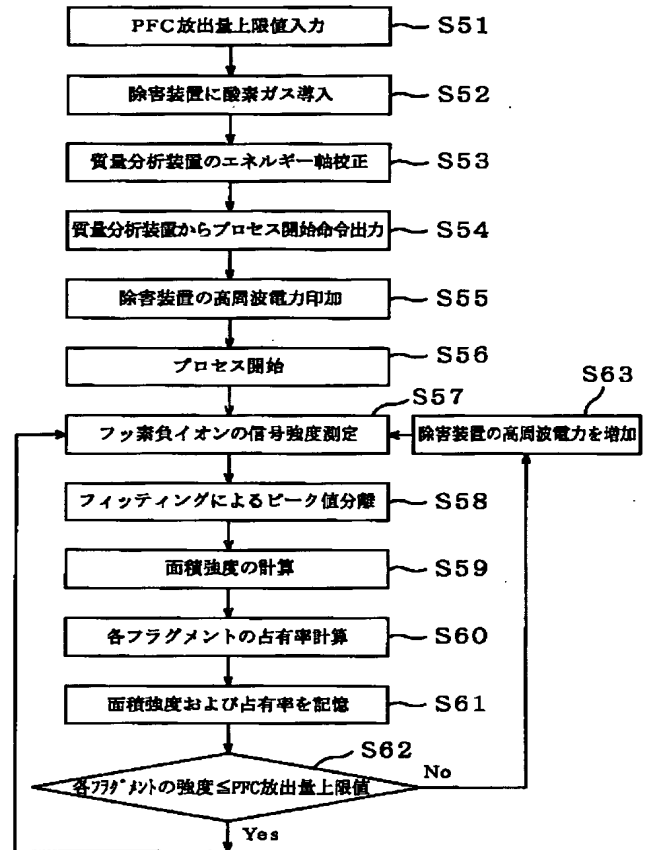 PFC放出量上限値入力
S51
除害装置に酸素ガス導入
S52
質量分析装置のエネルギー軸校正
S53
質量分析装置からプロセス開始命令出力
S54
除害装置の高周波電力印加
S55
プロセス開始
S56
S57
S63
フッ素負イオンの信号強度測定
除害装置の高周波電力を増加
フィッティングによるピーク値分離
S58
面積強度の計算
S59
各フラグメントの占有率計算
S60
面積強度および占有率を記憶
S61
S62
各フラグメントの強度≦PFC放出量上限値
No
Yes